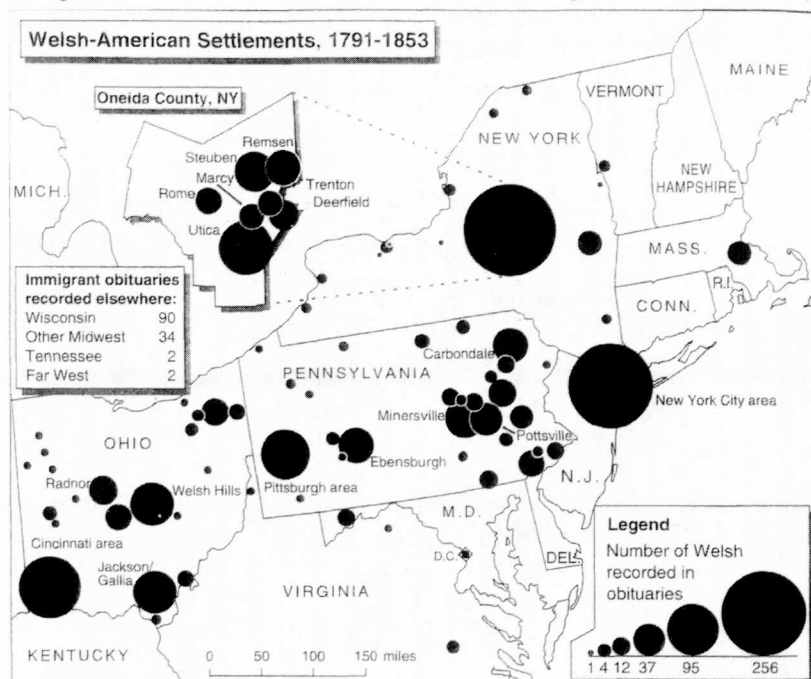 Welsh-American Settlements, 1791-1853
MAINE
VERMONT
Oneida County, NY
NEW YORK
Remsen
Steuben
Marcy
Trenton
Rome
Deerfield
Utica
MICH.
NEW
HAMPSHIRE
MASS.
R.I.
CONN.
Immigrant obituaries
recorded elsewhere:
Wisconsin 90
Other Midwest 34
Tennessee 2
Far West 2
Carbondale
PENNSYLVANIA
New York City area
Minersville
Pottsville
OHIO
Ebensburgh
Radnor
Welsh Hills
Pittsburgh area
N.J.
M.D.
Cincinnati area
D.C.
DEL.
Jackson/
Gallia
VIRGINIA
KENTUCKY
0 50 100 150 miles
Legend
Number of Welsh
recorded in
obituaries
1 4 12 37 95 256